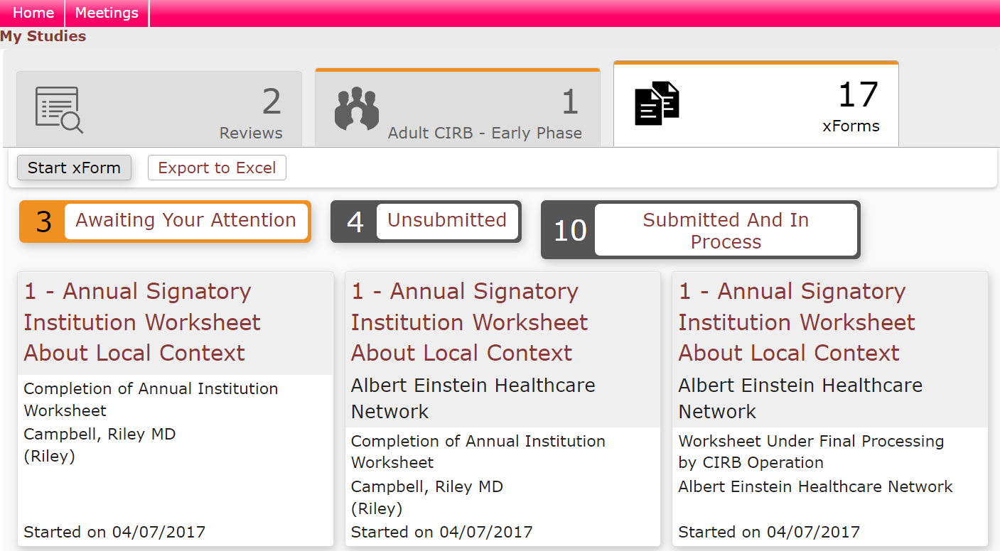 Home Meetings
My Studies
2
Reviews
1
Adult CIRB - Early Phase
17
xForms
Start xForm Export to Excel
3 Awaiting Your Attention
4 Unsubmitted
10 Submitted And In
Process
1 - Annual Signatory
Institution Worksheet
About Local Context
Completion of Annual Institution
Worksheet
Campbell, Riley MD
(Riley)
Started on 04/07/2017
1 - Annual Signatory
Institution Worksheet
About Local Context
Albert Einstein Healthcare
Network
Completion of Annual Institution
Worksheet
Campbell, Riley MD
(Riley)
Started on 04/07/2017
1 - Annual Signatory
Institution Worksheet
About Local Context
Albert Einstein Healthcare
Network
Worksheet Under Final Processing
by CIRB Operation
Albert Einstein Healthcare Network
Started on 04/07/2017